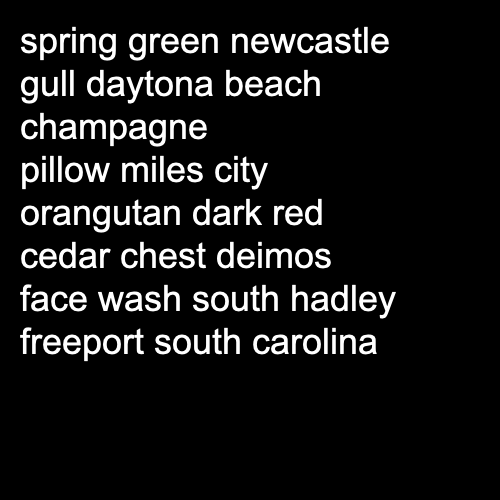 spring green newcastle
gull daytona beach
champagne
pillow miles city
orangutan dark red
cedar chest deimos
face wash south hadley
freeport south carolina